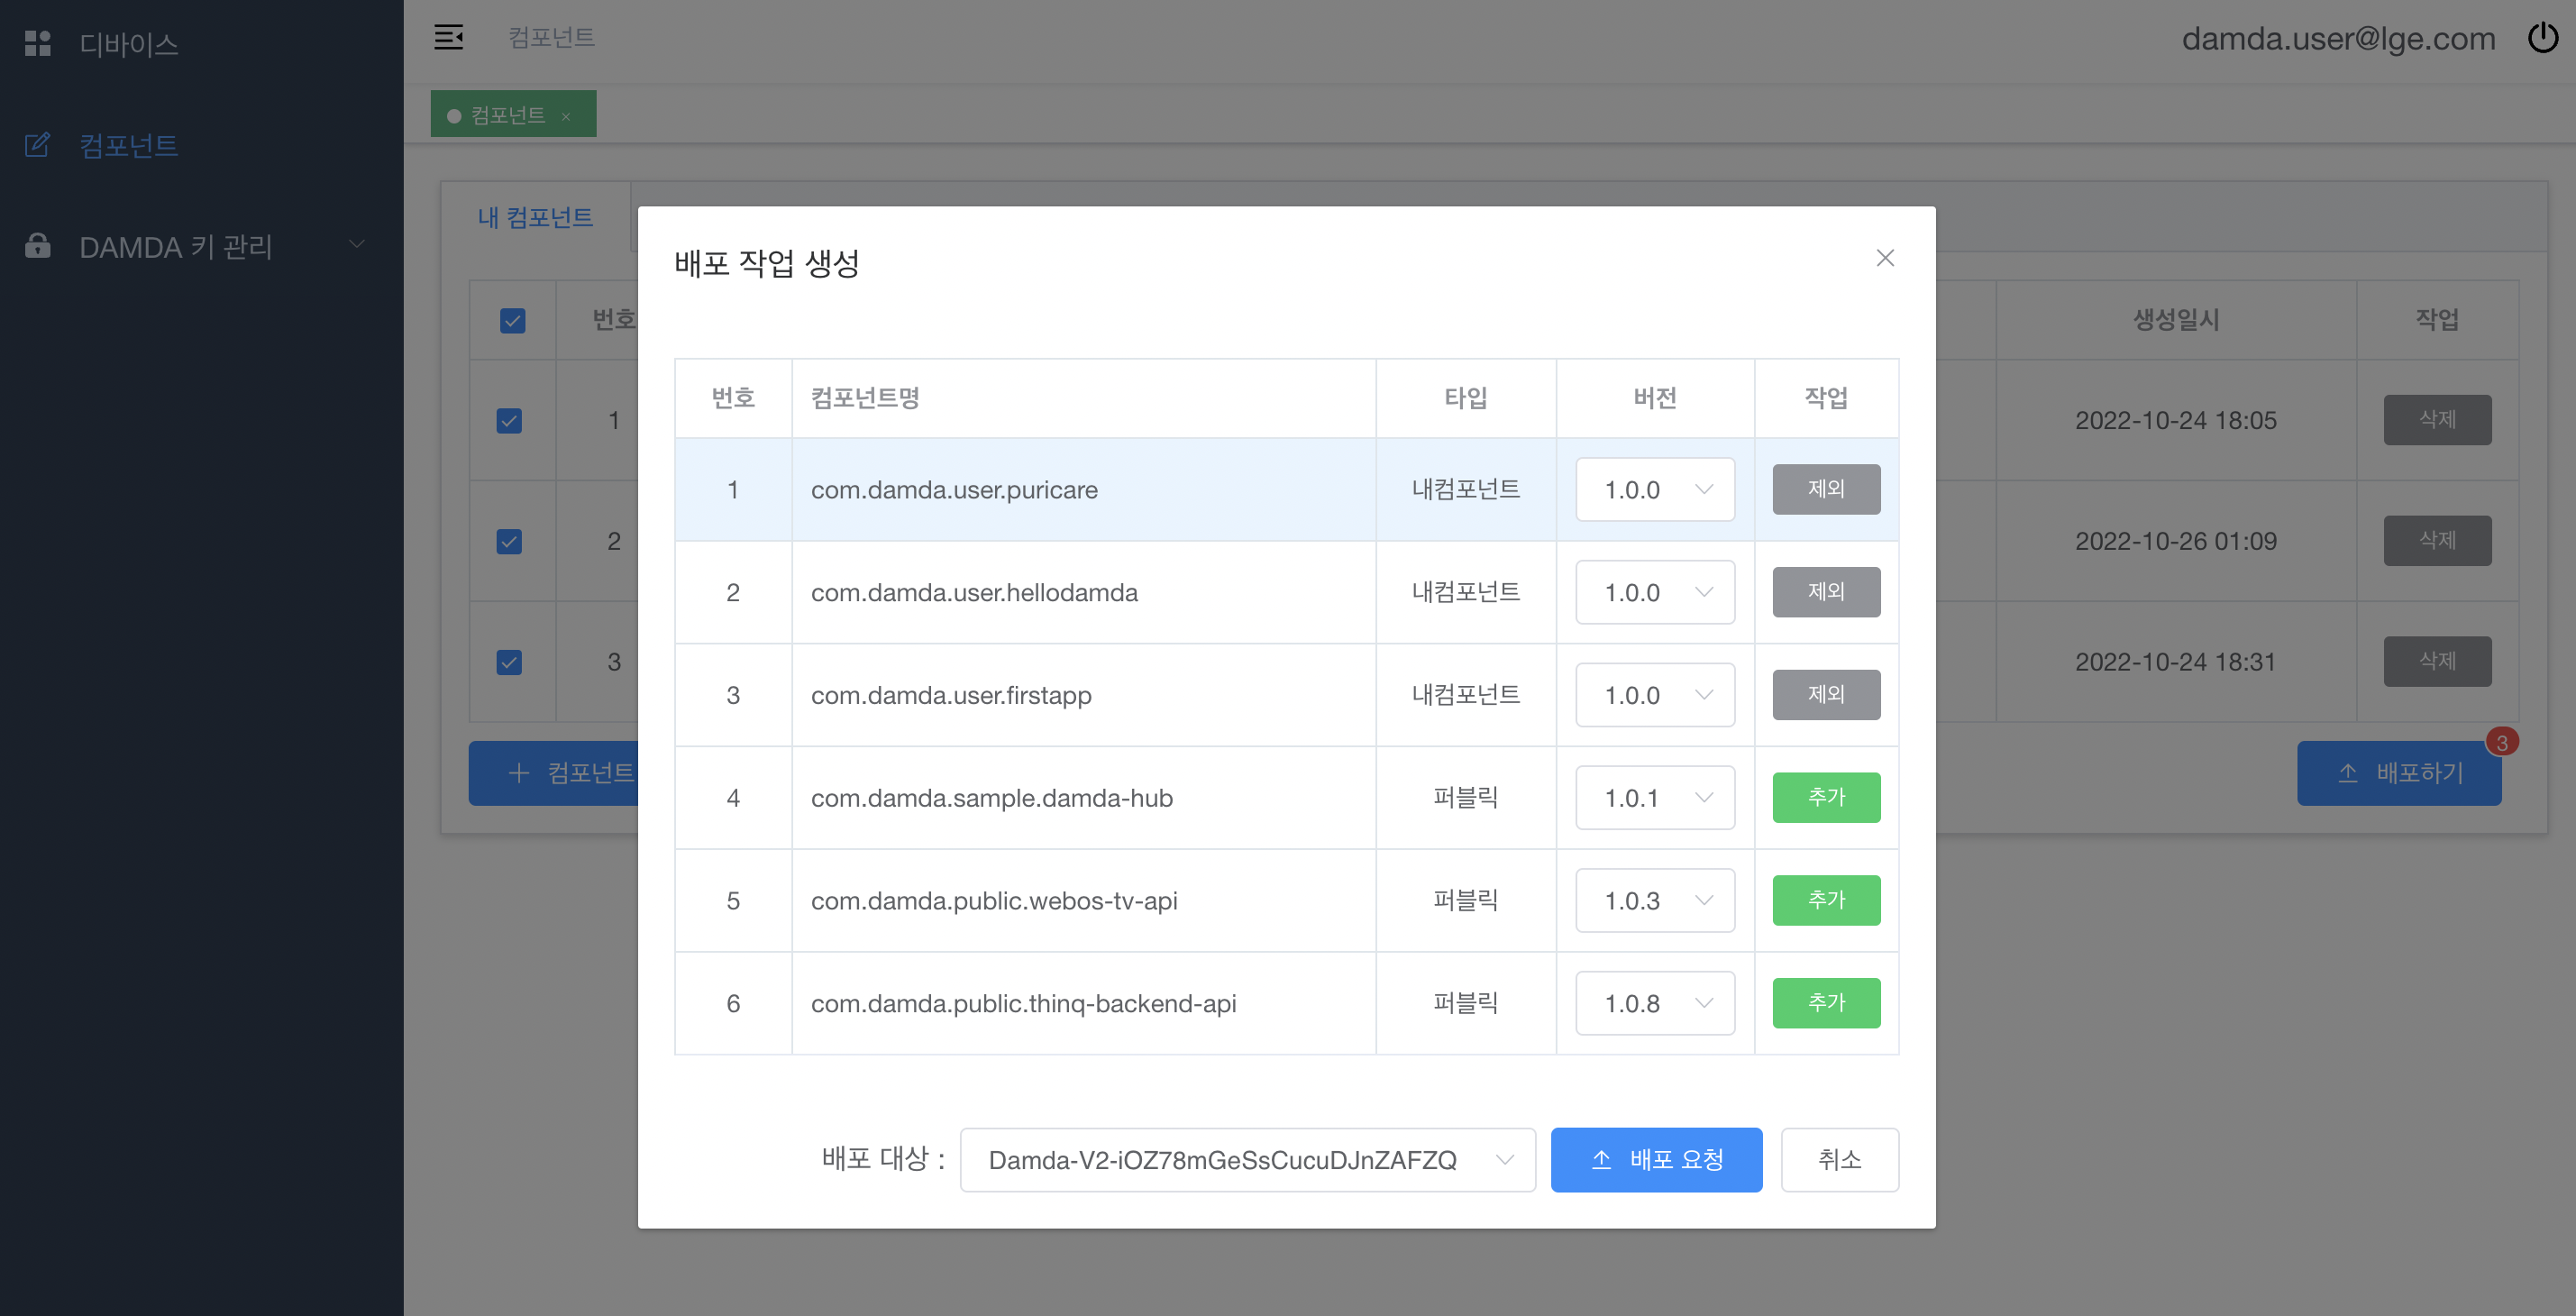 디바이스
컴포넌트
DAMDA 키 관리
컴포넌트
damda.user@lge.com
컴포넌트 ×
내 컴포넌트
번호
생성일시
작업
1
2022-10-24 18:05
삭제
2
2022-10-26 01:09
삭제
3
2022-10-24 18:31
삭제
+ 컴포넌트
배포하기
3
배포 작업 생성
번호 컴포넌트명 타입 버전 작업
1 com.damda.user.puricare 내컴포넌트 1.0.0 제외
2 com.damda.user.hellodamda 내컴포넌트 1.0.0 제외
3 com.damda.user.firstapp 내컴포넌트 1.0.0 제외
4 com.damda.sample.damda-hub 퍼블릭 1.0.1 추가
5 com.damda.public.webos-tv-api 퍼블릭 1.0.3 추가
6 com.damda.public.thinq-backend-api 퍼블릭 1.0.8 추가
배포 대상 : Damda-V2-iOZ78mGeSsCucuDJnZAFZQ 배포 요청 취소